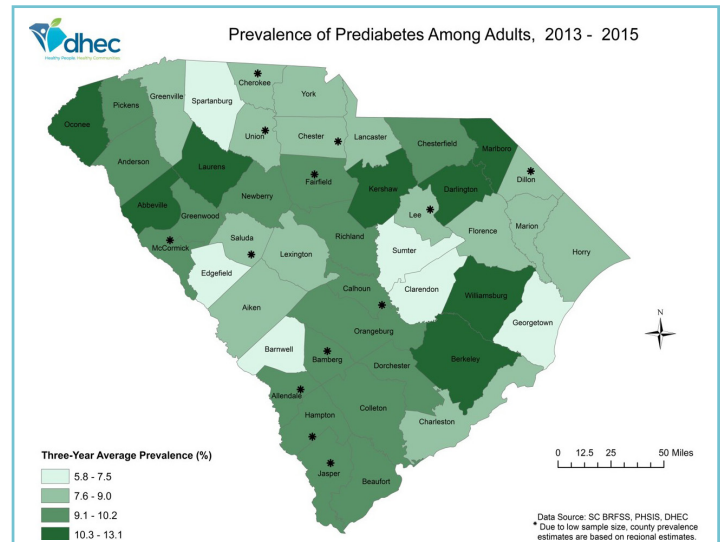 dhec
Healthy People. Healthy Communities.
Prevalence of Prediabetes Among Adults, 2013 - 2015
Cherokee
York
Spartanburg
Greenville
Pickens
Oconee
Union
Chester
Lancaster
Chesterfield
Marlboro
Anderson
Laurens
Fairfield
Kershaw
Darlington
Dillon
Newberry
Abbeville
Greenwood
Lee
Marion
Florence
Horry
McCormick
Saluda
Richland
Lexington
Sumter
Edgefield
Calhoun
Clarendon
Williamsburg
Aiken
Orangeburg
Georgetown
Barnwell
Bamberg
Dorchester
Berkeley
Allendale
Hampton
Colleton
Charleston
Jasper
Beaufort
N
Three-Year Average Prevalence (%)
5.8 - 7.5
7.6 - 9.0
9.1 - 10.2
10.3 - 13.1
0 12.5 25 50 Miles
Data Source: SC BRFSS, PHSIS, DHEC
* Due to low sample size, county prevalence
estimates are based on regional estimates.